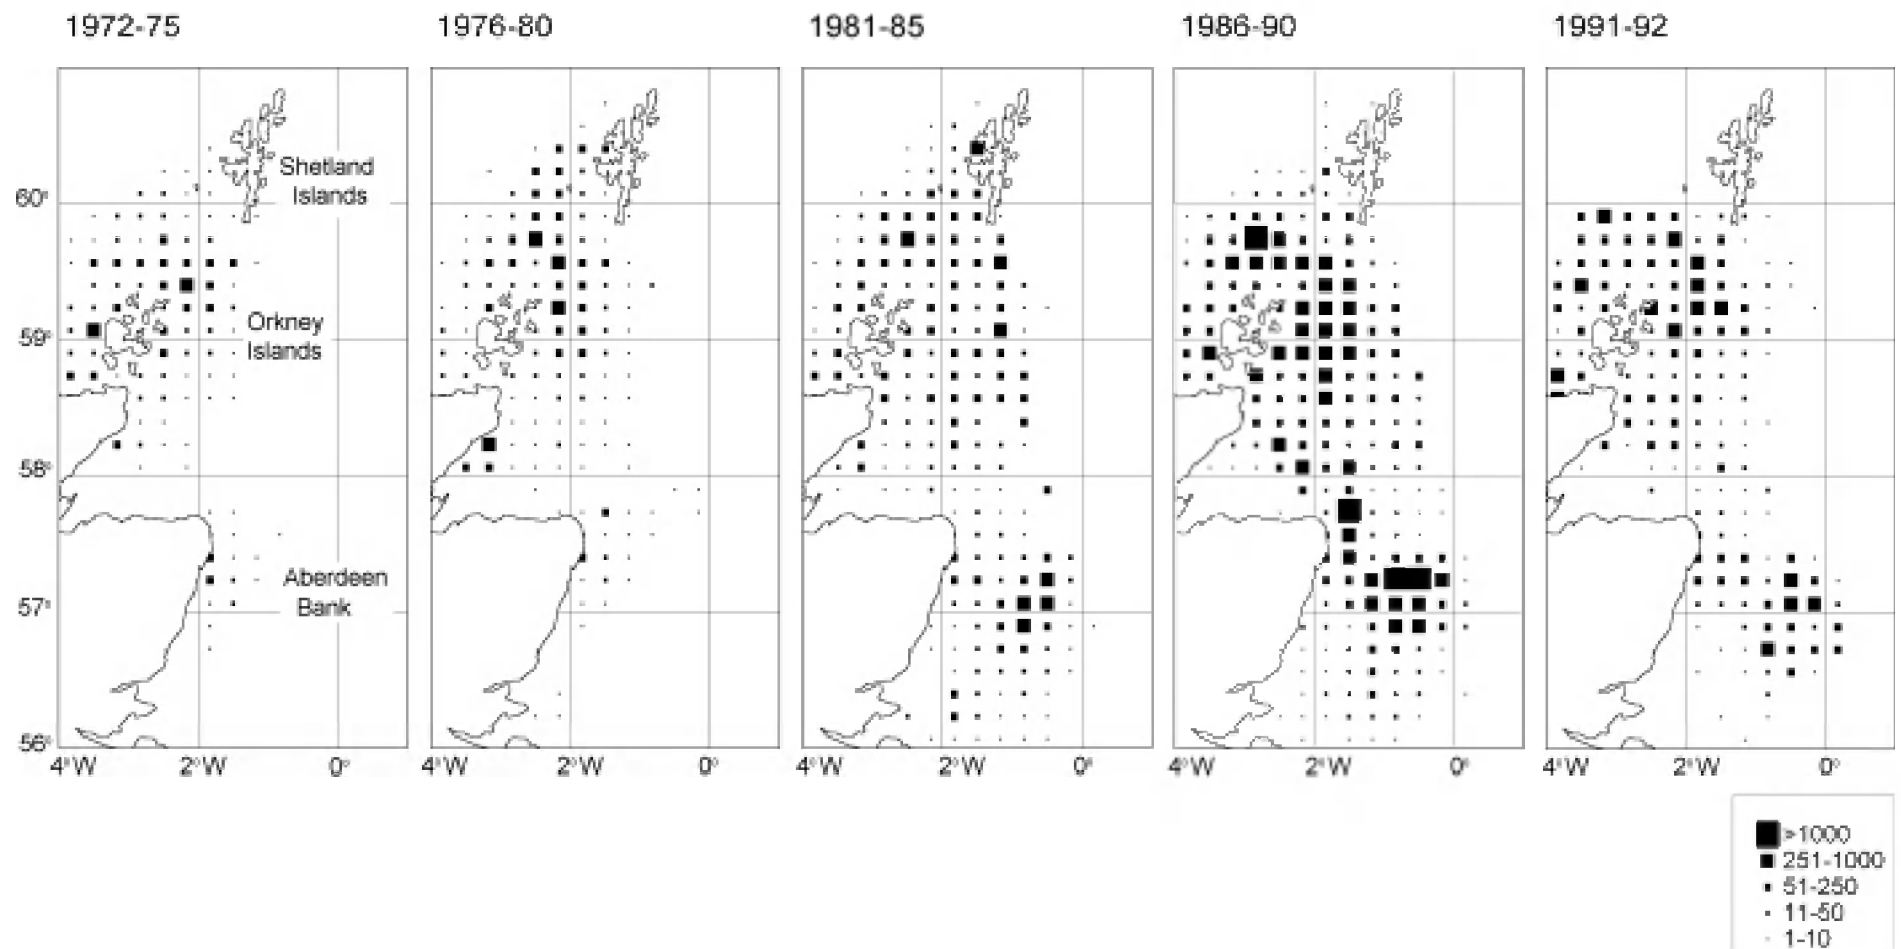 1972-75
1976-80
1981-85
1986-90
1991-92
Shetland
Islands
60°
Orkney
Islands
59°
58°
Aberdeen
Bank
57°
56°
4°W
2°W
0°
4°W
2°W
0°
4°W
2°W
0°
4°W
2°W
0°
4°W
2°W
0°
>1000
251-1000
51-250
11-50
1-10